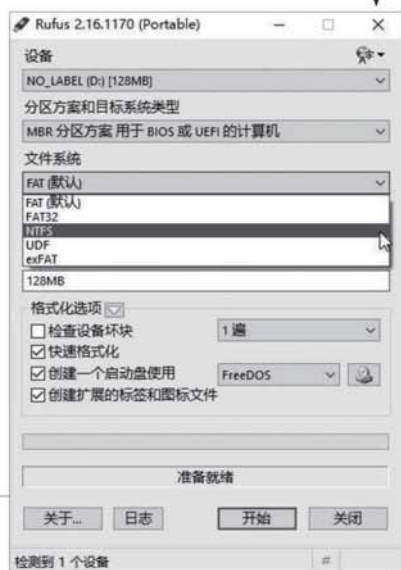 Rufus 2.16.1170 (Portable)
设备
NO_LABEL (D:) [128MB]
分区方案和目标系统类型
MBR 分区方案 用于 BIOS 或 UEFI 的计算机
文件系统
FAT (默认)
FAT (默认)
FAT32
NTFS
UDF
exFAT
128MB
格式化选项
检查设备坏块 1 遍
快速格式化
创建一个启动盘使用 FreeDOS
创建扩展的标签和图标文件
准备就绪
关于... 日志 开始 关闭
检测到 1 个设备 #